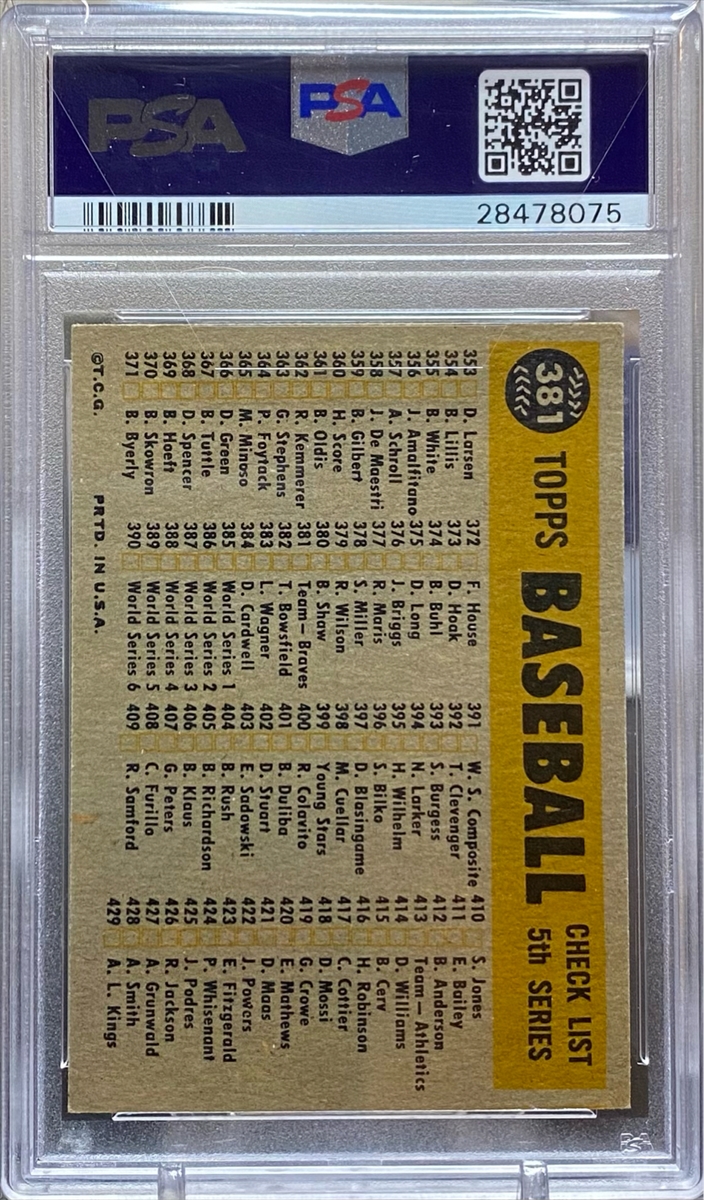 PSA
PSA
28478075
381 TOPPS BASEBALL CHECK LIST
5th SERIES
353 D. Larsen
354 B. Lillis
355 B. White
356 J. Amalfitano
357 A. Schroll
358 J. De Maestri
359 B. Gilbert
360 H. Score
361 B. Oldis
362 R. Kemmerer
363 G. Stephens
364 P. Foytack
365 M. Minoso
366 D. Green
367 B. Tuttle
368 D. Spencer
369 B. Hoeft
370 B. Skowron
371 B. Byerly
372 F. House
373 D. Hoak
374 B. Buhl
375 D. Long
376 J. Briggs
377 R. Maris
378 S. Miller
379 R. Wilson
380 B. Shaw
381 Team—Braves
382 T. Bowsfield
383 L. Wagner
384 D. Cardwell
385 World Series 1
386 World Series 2
387 World Series 3
388 World Series 4
389 World Series 5
390 World Series 6
391 W. S. Composite
392 T. Clevenger
393 S. Burgess
394 N. Larker
395 H. Wilhelm
396 S. Bilko
397 D. Blasingame
398 M. Cuellar
399 Young Stars
400 R. Colavito
401 B. Duliba
402 D. Stuart
403 E. Sadowski
404 B. Rush
405 B. Richardson
406 B. Klaus
407 G. Peters
408 C. Furillo
409 R. Samford
410 S. Jones
411 E. Bailey
412 B. Anderson
413 Team—Athletics
414 D. Williams
415 B. Cerv
416 H. Robinson
417 C. Cottier
418 D. Mossi
419 G. Crowe
420 E. Mathews
421 D. Maas
422 J. Powers
423 E. Fitzgerald
424 P. Whisenant
425 J. Podres
426 R. Jackson
427 A. Grunwald
428 A. Smith
429 A. L. Kings
©T.C.G. PRTD. IN U.S.A.
PSA